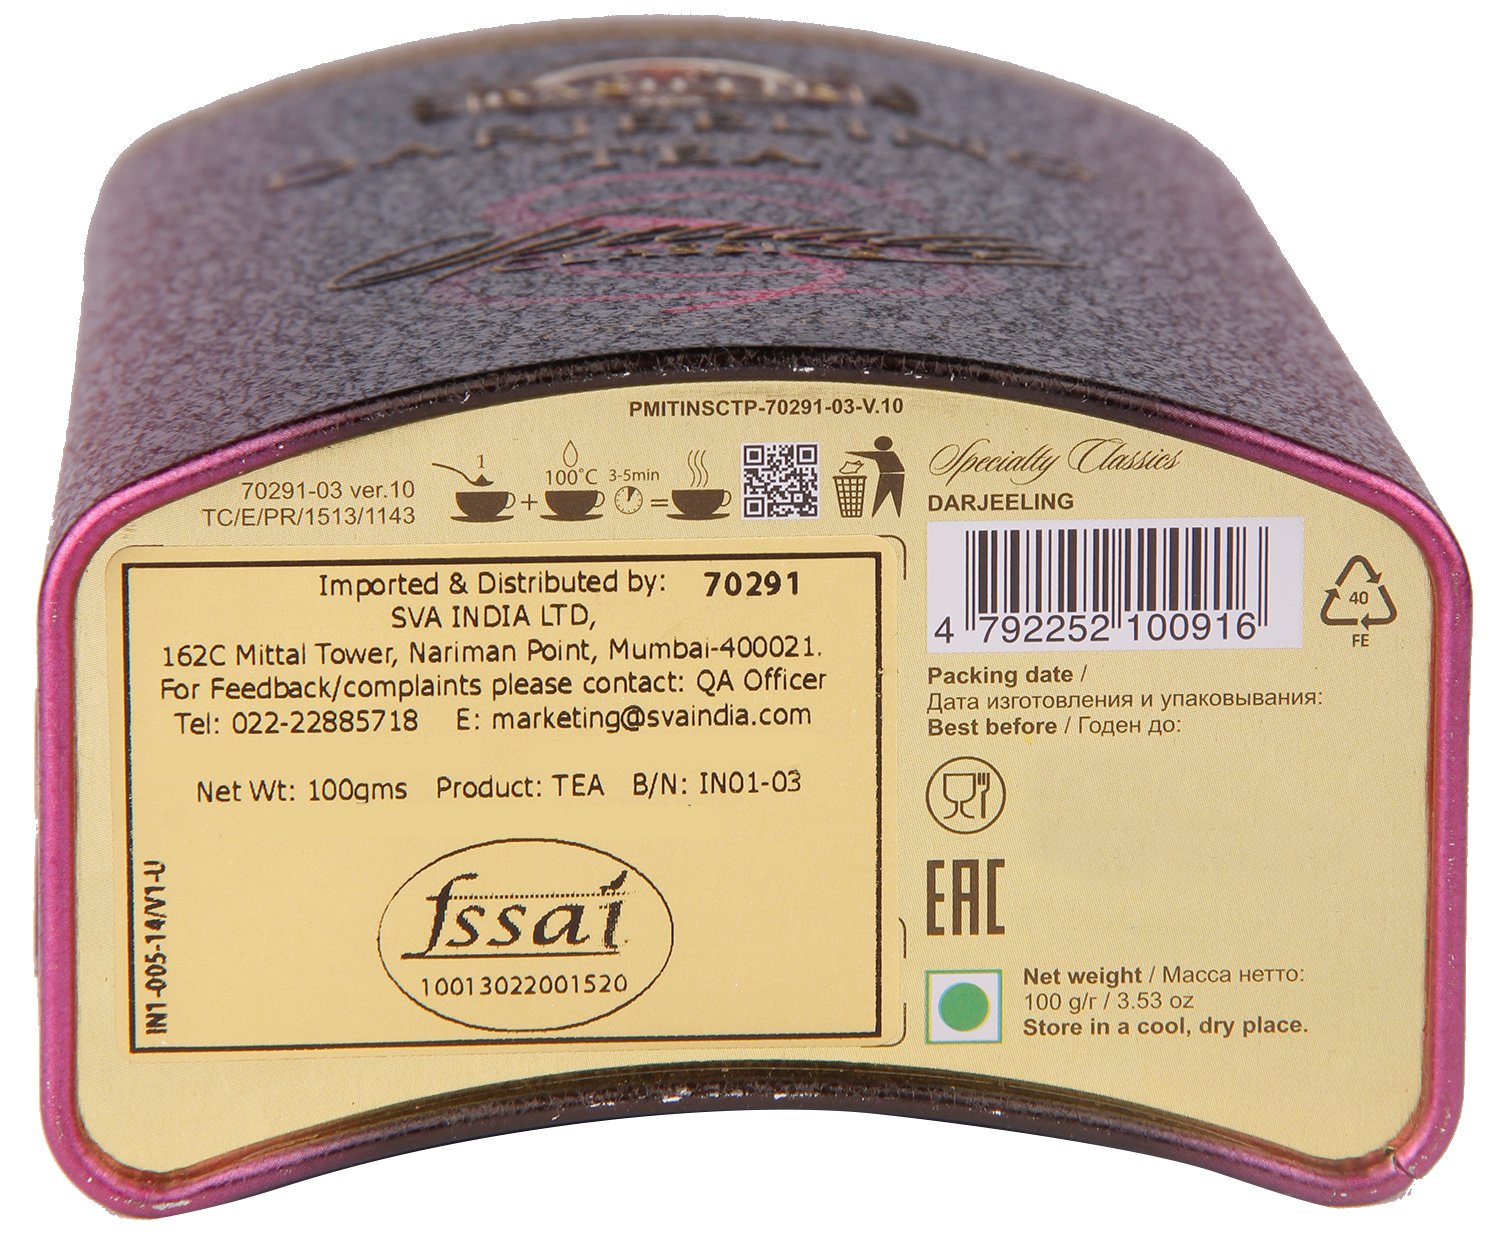 DARJEELING
TEA
PMITINSCTP-70291-03-V.10
70291-03 ver.10
TC/E/PR/1513/1143
1
100°C
3-5min
+
=
Specialty Classics
DARJEELING
4 792252 100916
40
FE
Packing date /
Дата изготовления и упаковывания:
Best before / Годен до:
EAC
Net weight / Масса нетто:
100 g/г / 3.53 oz
Store in a cool, dry place.
Imported & Distributed by: 70291
SVA INDIA LTD,
162C Mittal Tower, Nariman Point, Mumbai-400021.
For Feedback/complaints please contact: QA Officer
Tel: 022-22885718 E: marketing@svaindia.com
Net Wt: 100gms Product: TEA B/N: IN01-03
fssai
10013022001520
IN1-005-14/V1-U